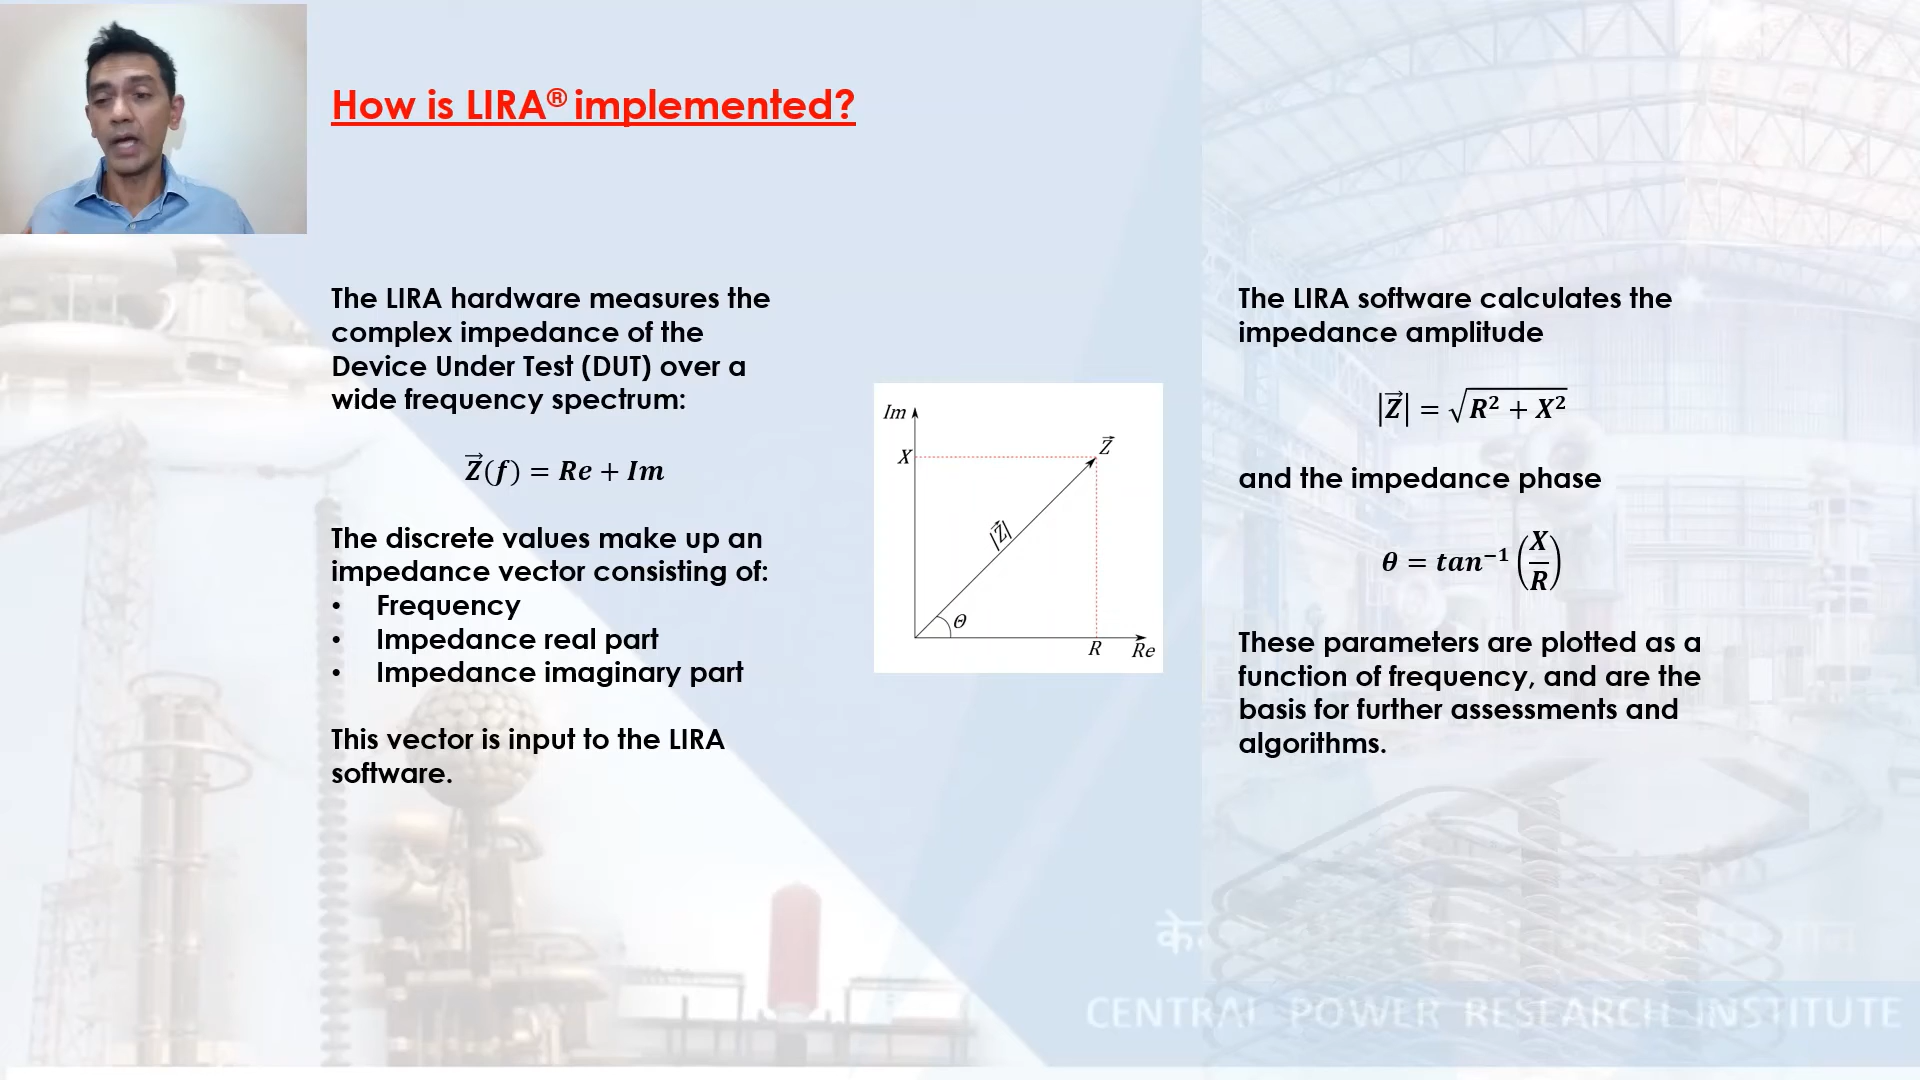 How is LIRA® implemented?
The LIRA hardware measures the
complex impedance of the
Device Under Test (DUT) over a
wide frequency spectrum:
Z⃗(f) = Re + Im
The discrete values make up an
impedance vector consisting of:
• Frequency
• Impedance real part
• Impedance imaginary part
This vector is input to the LIRA
software.
Im
X
Z⃗
|Z⃗|
Θ
R
Re
The LIRA software calculates the
impedance amplitude
|Z⃗| = √(R² + X²)
and the impedance phase
θ = tan⁻¹(X/R)
These parameters are plotted as a
function of frequency, and are the
basis for further assessments and
algorithms.
CENTRAL POWER RESEARCH INSTITUTE